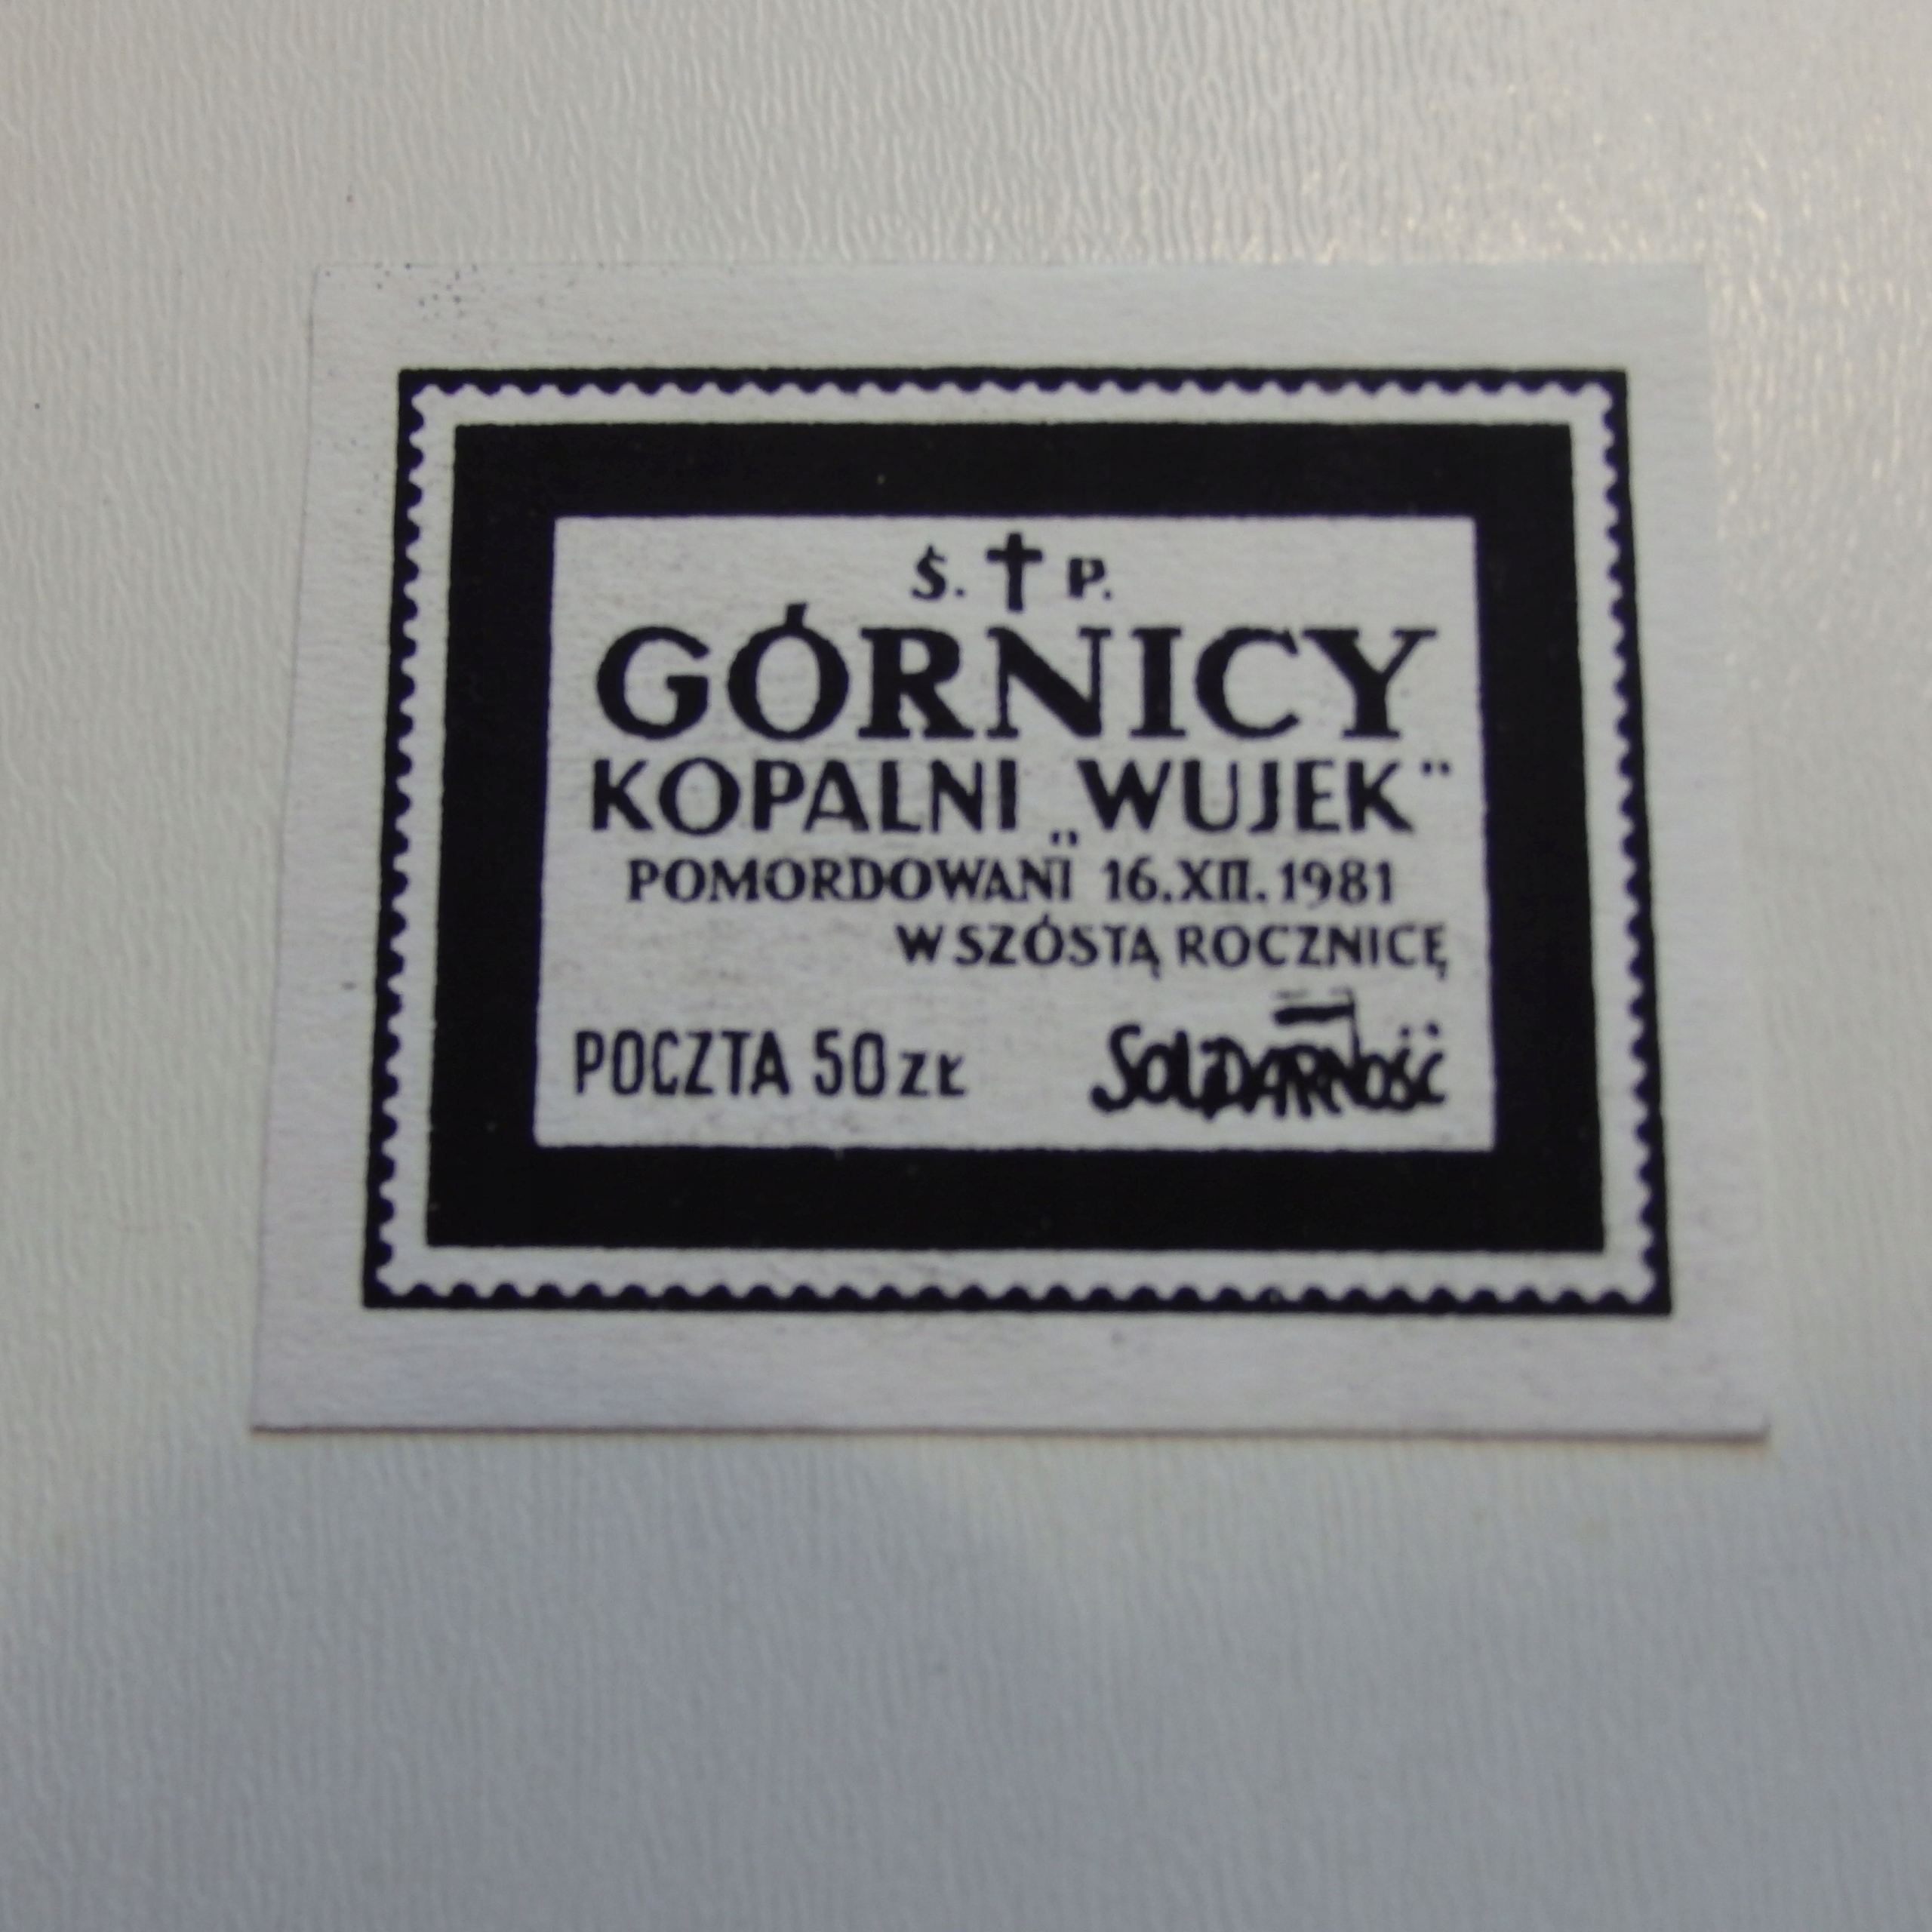 Ś. † P.
GÓRNICY
KOPALNI „WUJEK"
POMORDOWANI 16.XII.1981
W SZÓSTĄ ROCZNICĘ
POCZTA 50 ZŁ SOLIDARNOŚĆ